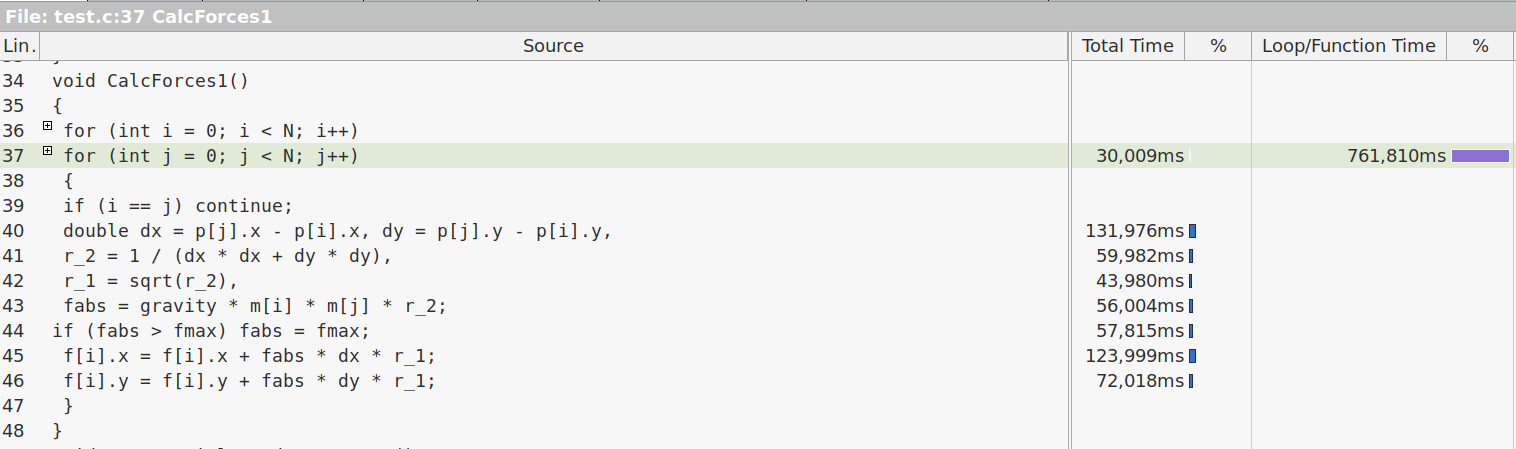 File: test.c:37 CalcForces1
Lin. Source Total Time % Loop/Function Time %
34 void CalcForces1()
35 {
36 for (int i = 0; i < N; i++)
37 for (int j = 0; j < N; j++) 30,009ms 761,810ms
38 {
39 if (i == j) continue;
40 double dx = p[j].x - p[i].x, dy = p[j].y - p[i].y, 131,976ms
41 r_2 = 1 / (dx * dx + dy * dy), 59,982ms
42 r_1 = sqrt(r_2), 43,980ms
43 fabs = gravity * m[i] * m[j] * r_2; 56,004ms
44 if (fabs > fmax) fabs = fmax; 57,815ms
45 f[i].x = f[i].x + fabs * dx * r_1; 123,999ms
46 f[i].y = f[i].y + fabs * dy * r_1; 72,018ms
47 }
48 }